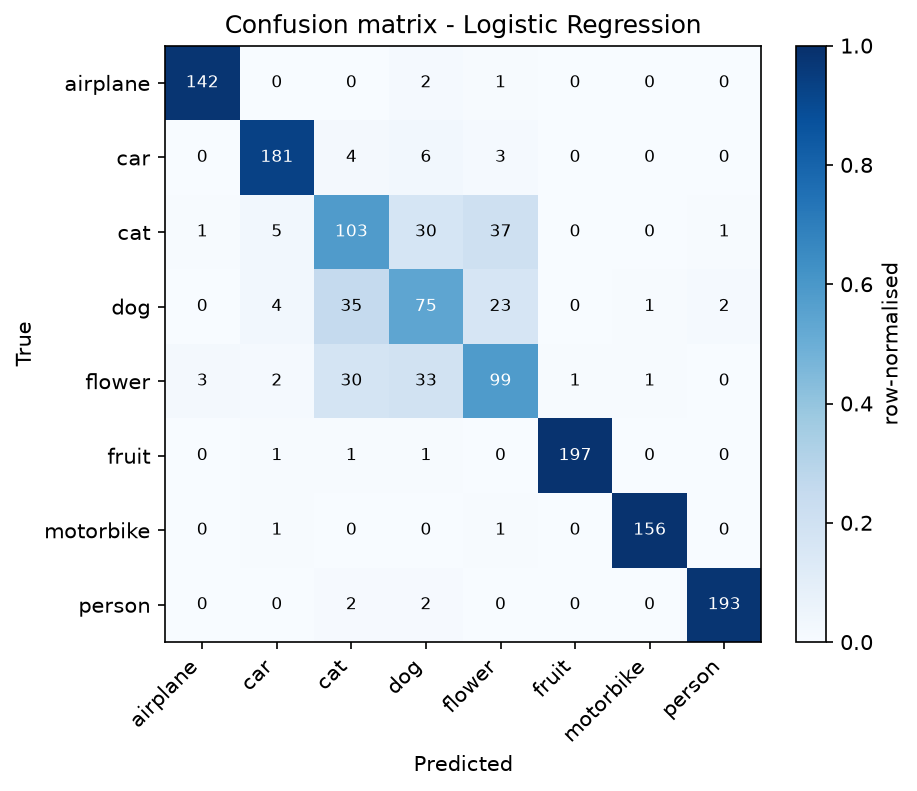 Confusion matrix - Logistic Regression
airplane 142 0 0 2 1 0 0 0
car 0 181 4 6 3 0 0 0
cat 1 5 103 30 37 0 0 1
dog 0 4 35 75 23 0 1 2
flower 3 2 30 33 99 1 1 0
fruit 0 1 1 1 0 197 0 0
motorbike 0 1 0 0 1 0 156 0
person 0 0 2 2 0 0 0 193
airplane car cat dog flower fruit motorbike person
Predicted
True
1.0
0.8
0.6
0.4
0.2
0.0
row-normalised